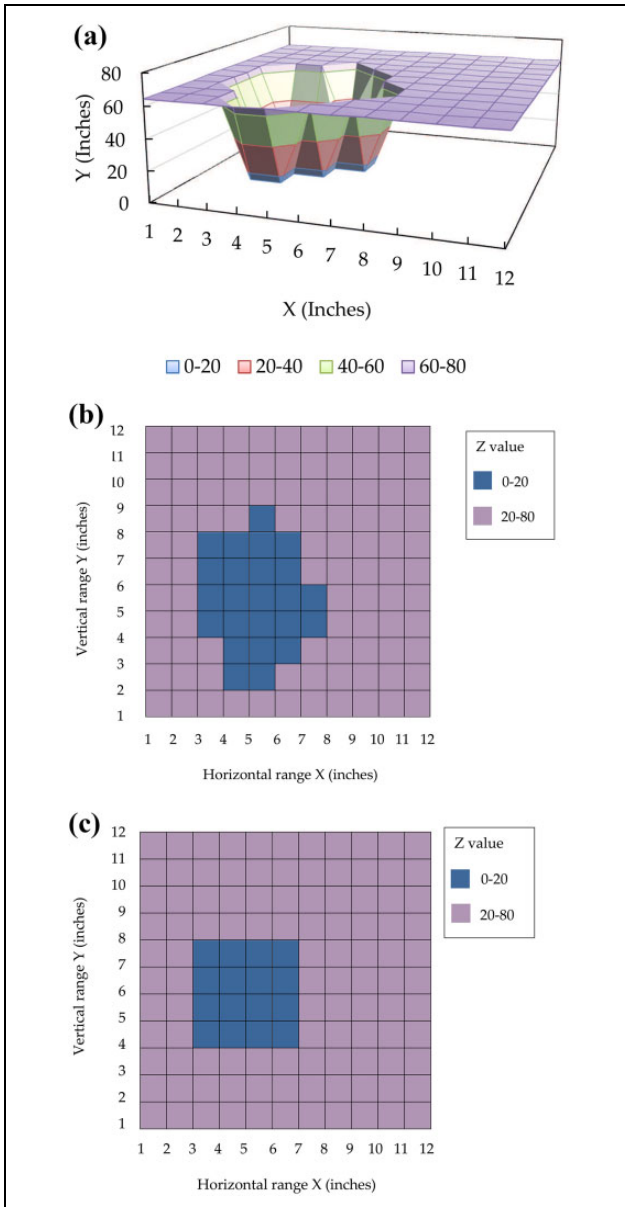 (a)
80
60
40
20
0
Y (Inches)
1 2 3 4 5 6 7 8 9 10 11 12
X (Inches)
0-20 20-40 40-60 60-80
(b)
12
11
10
9
8
7
6
5
4
3
2
1
Vertical range Y (inches)
1 2 3 4 5 6 7 8 9 10 11 12
Horizontal range X (inches)
Z value
0-20
20-80
(c)
12
11
10
9
8
7
6
5
4
3
2
1
Vertical range Y (inches)
1 2 3 4 5 6 7 8 9 10 11 12
Horizontal range X (inches)
Z value
0-20
20-80